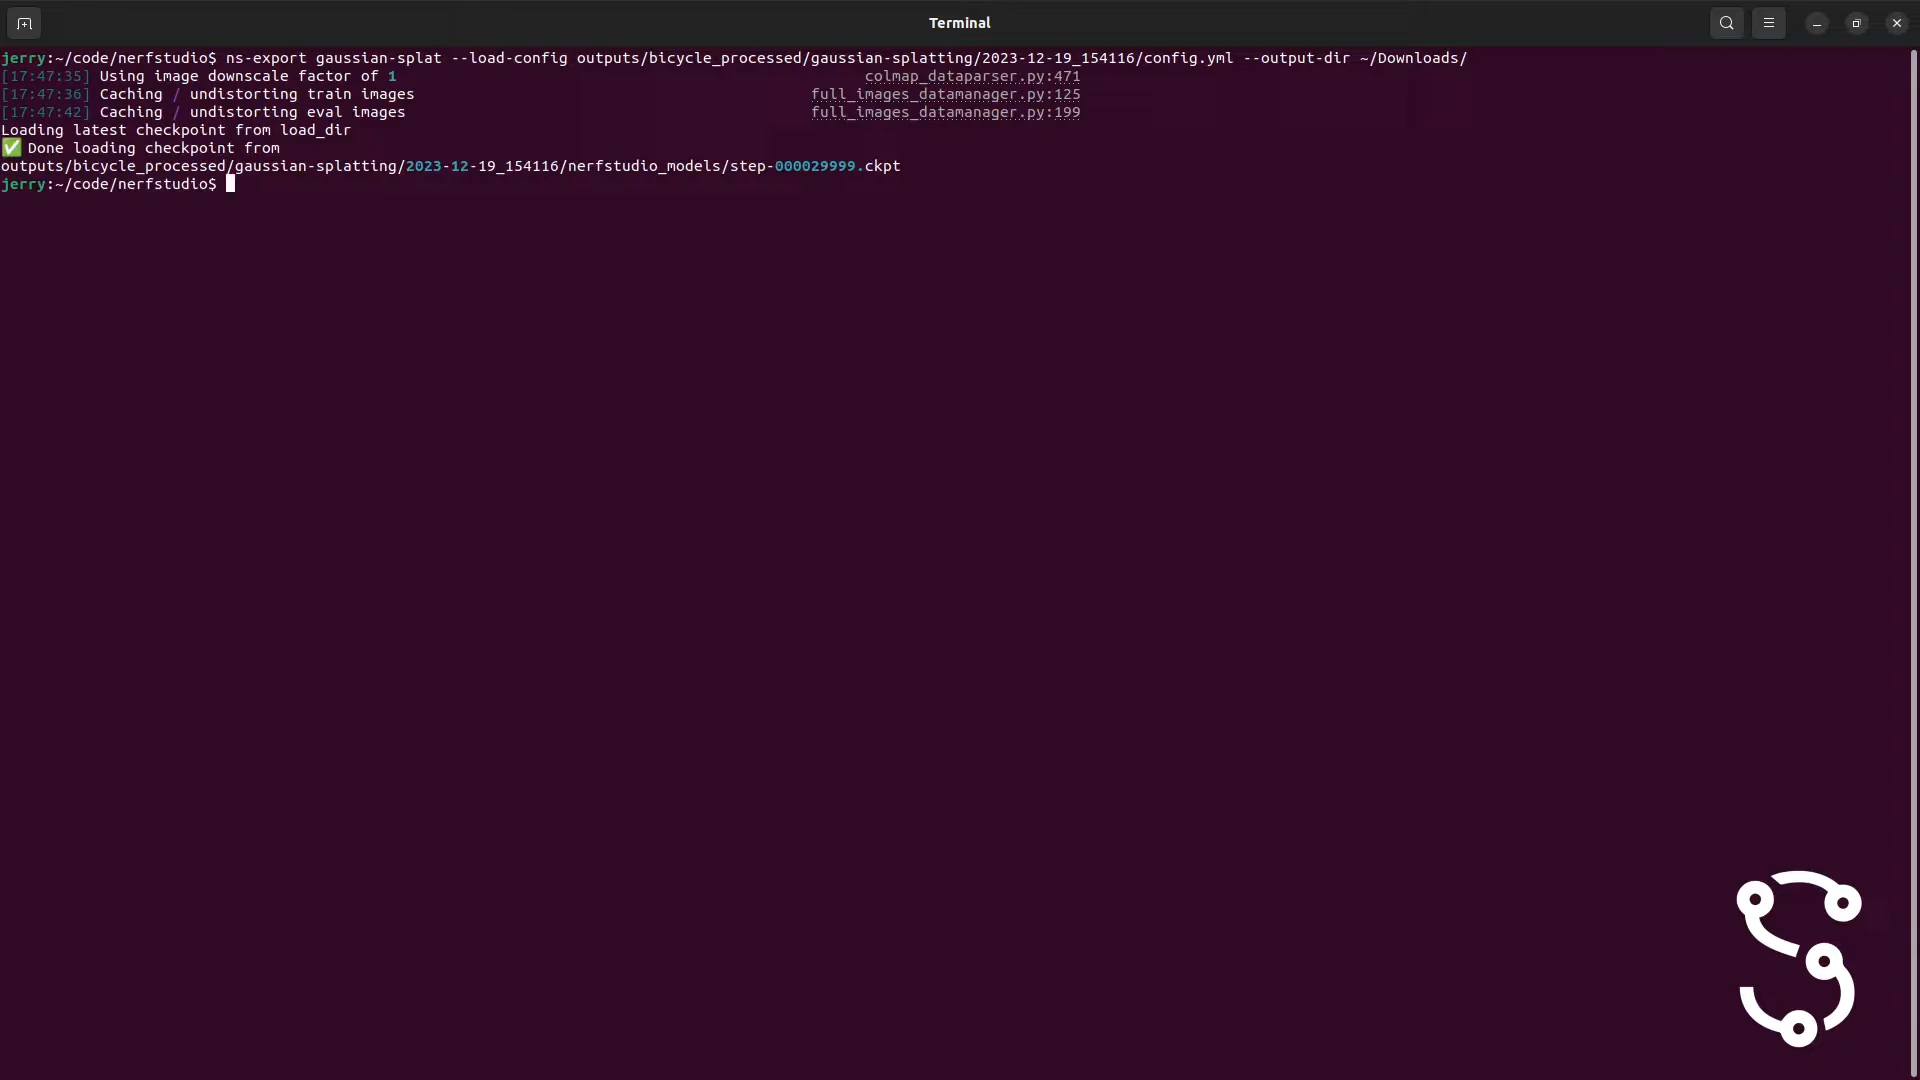 Terminal
jerry:~/code/nerfstudio$ ns-export gaussian-splat --load-config outputs/bicycle_processed/gaussian-splatting/2023-12-19_154116/config.yml --output-dir ~/Downloads/
[17:47:35] Using image downscale factor of 1 colmap_dataparser.py:471
[17:47:36] Caching / undistorting train images full_images_datamanager.py:125
[17:47:42] Caching / undistorting eval images full_images_datamanager.py:199
Loading latest checkpoint from load_dir
✅ Done loading checkpoint from
outputs/bicycle_processed/gaussian-splatting/2023-12-19_154116/nerfstudio_models/step-000029999.ckpt
jerry:~/code/nerfstudio$